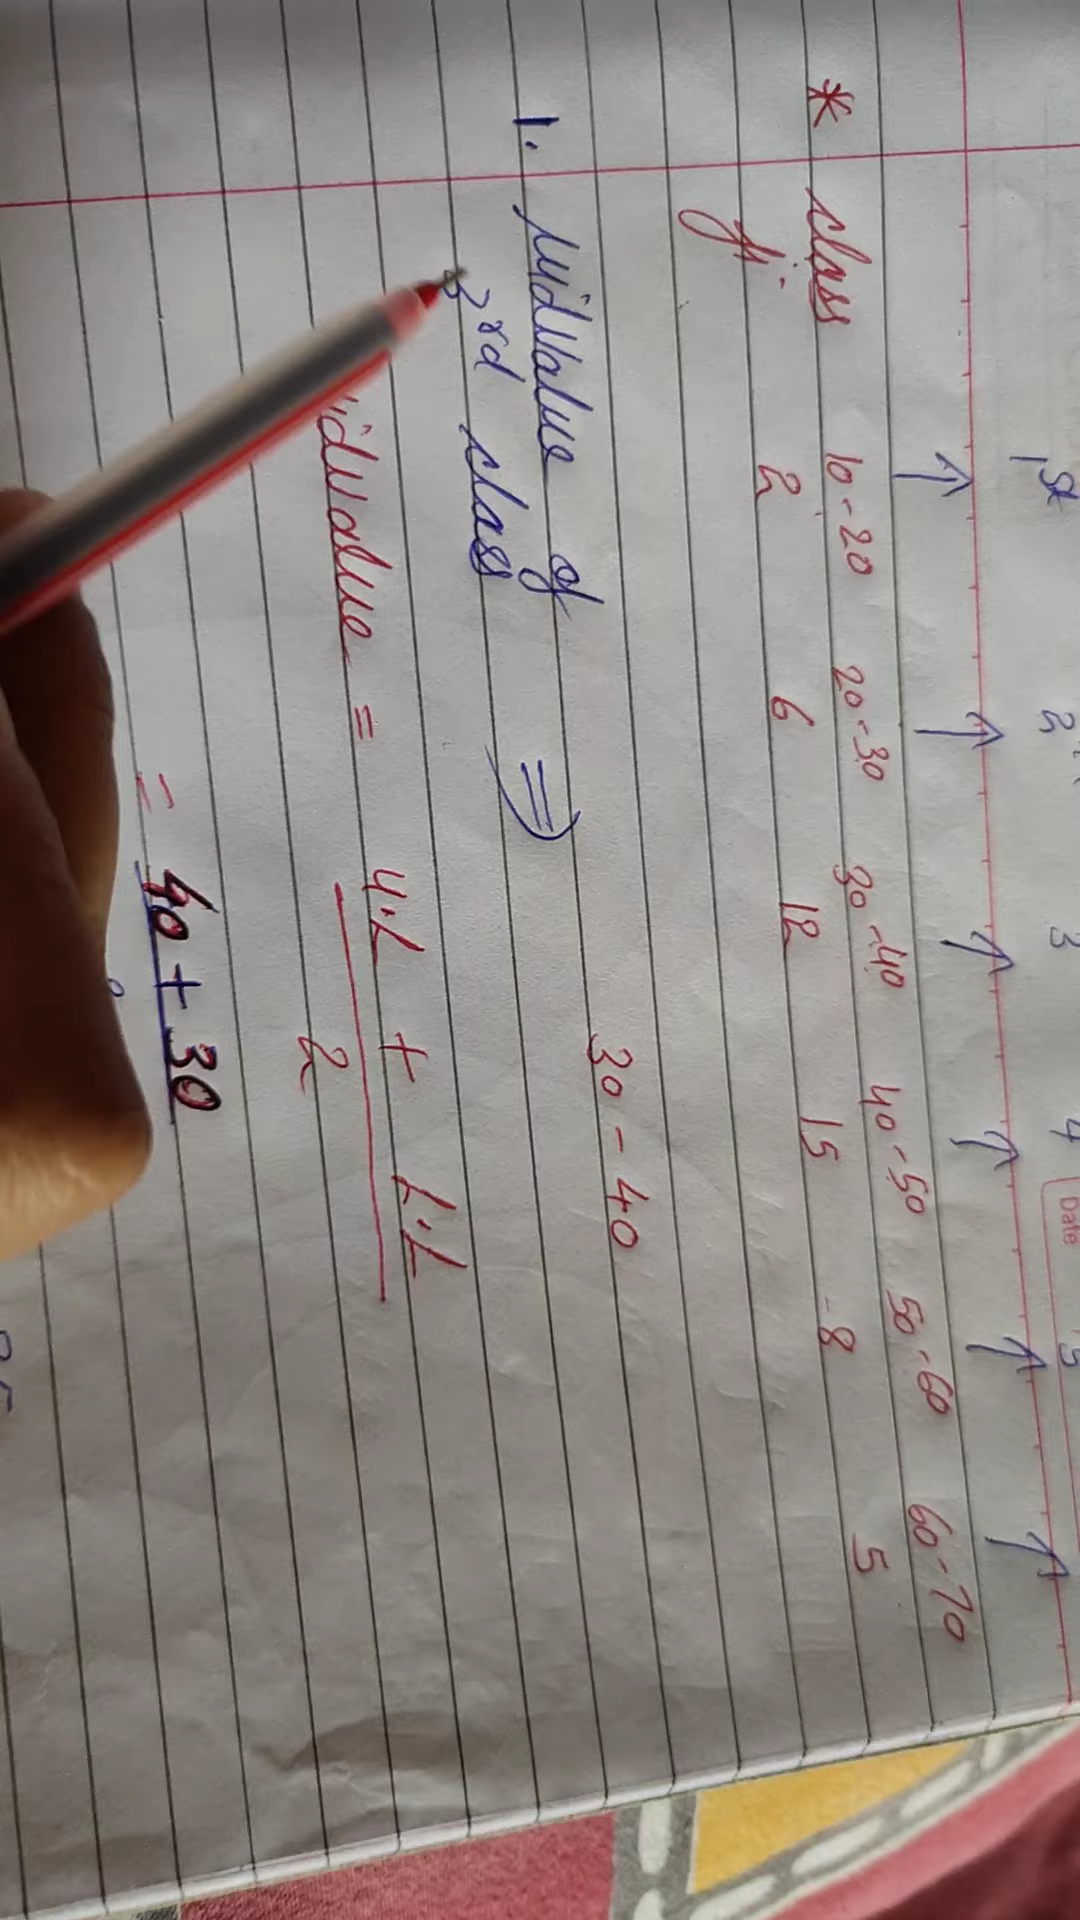 Date
1st 2 3 4 5
* class 10-20 20-30 30-40 40-50 50-60 60-70
fi 2 6 12 15 8 5
1. Midvalue of 3rd class ⇒ 30-40
Midvalue = U.L + L.L
2
= 40 + 30